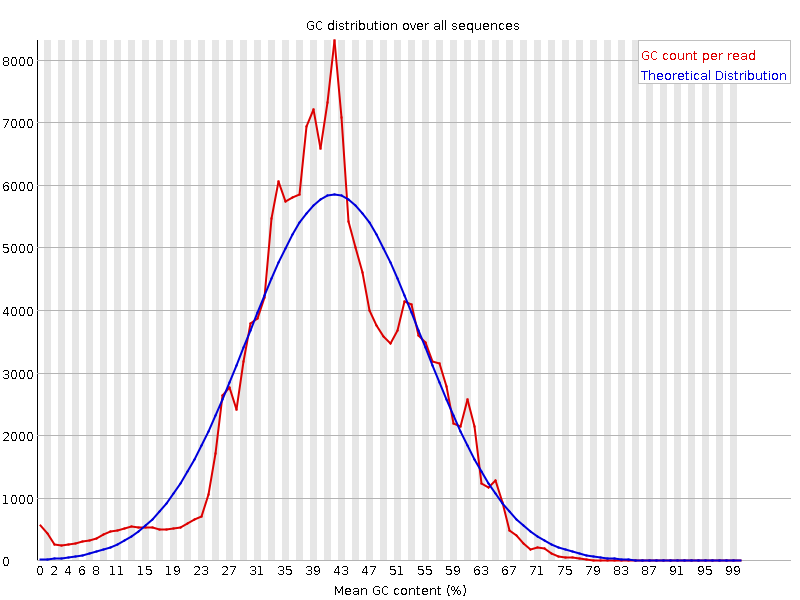 GC distribution over all sequences
GC count per read
Theoretical Distribution
8000
7000
6000
5000
4000
3000
2000
1000
0
0 2 4 6 8 11 15 19 23 27 31 35 39 43 47 51 55 59 63 67 71 75 79 83 87 91 95 99
Mean GC content (%)